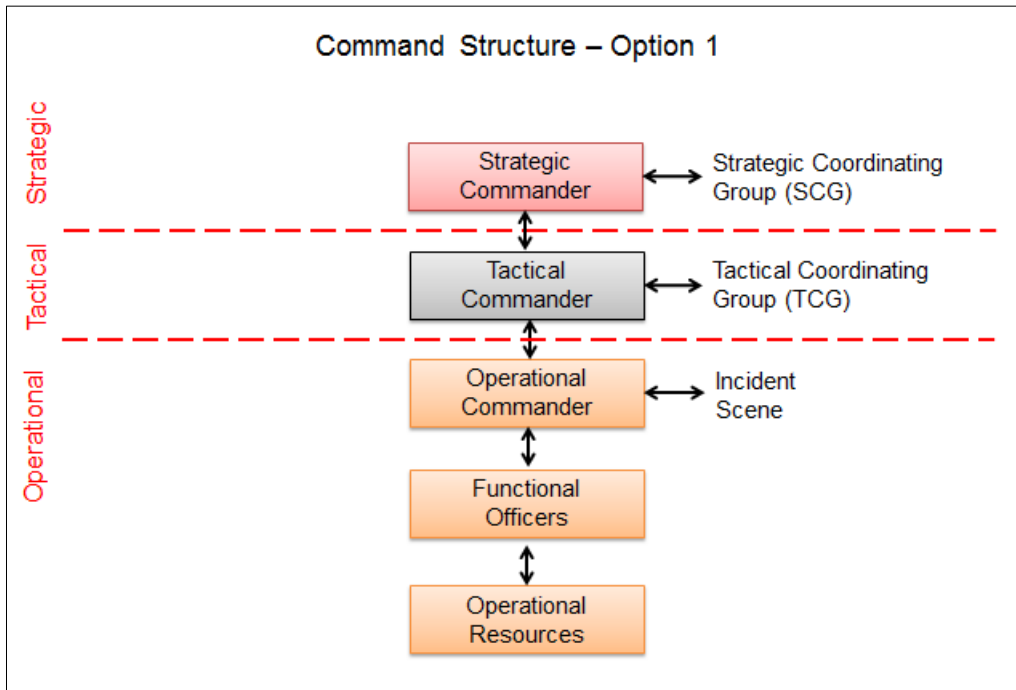 Command Structure – Option 1
Strategic
Strategic
Commander
Strategic Coordinating
Group (SCG)
Tactical
Tactical
Commander
Tactical Coordinating
Group (TCG)
Operational
Operational
Commander
Incident
Scene
Functional
Officers
Operational
Resources